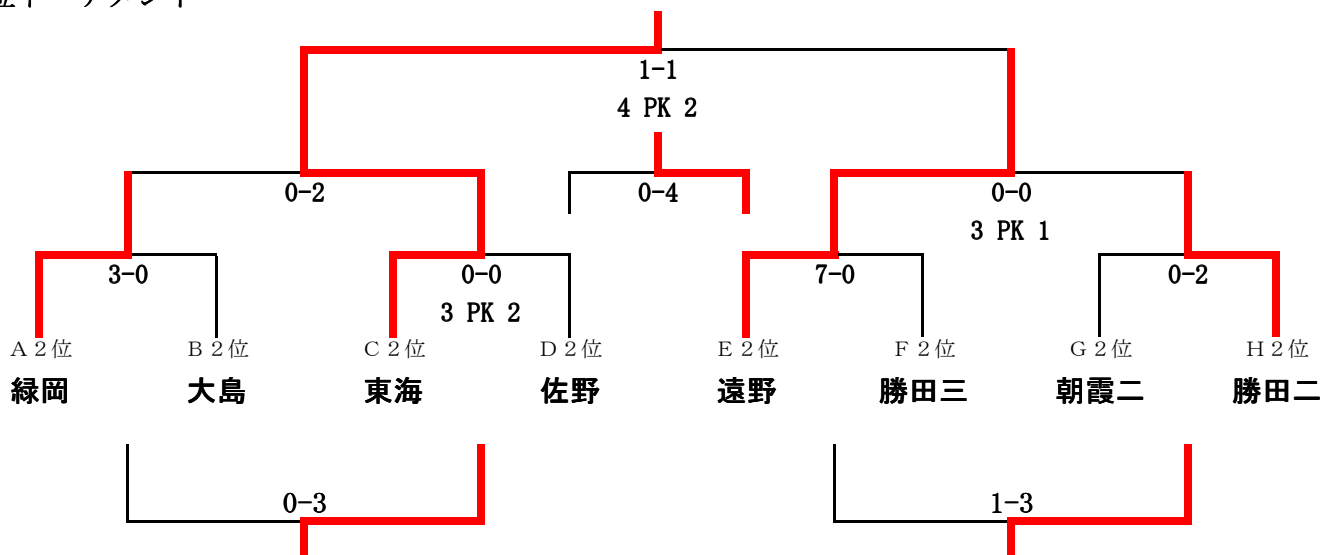 1-1
4 PK 2
0-2
0-4
0-0
3 PK 1
3-0
0-0
7-0
0-2
3 PK 2
A２位
B２位
C２位
D２位
E２位
F２位
G２位
H２位
緑岡
大島
東海
佐野
遠野
勝田三
朝霞二
勝田二
0-3
1-3